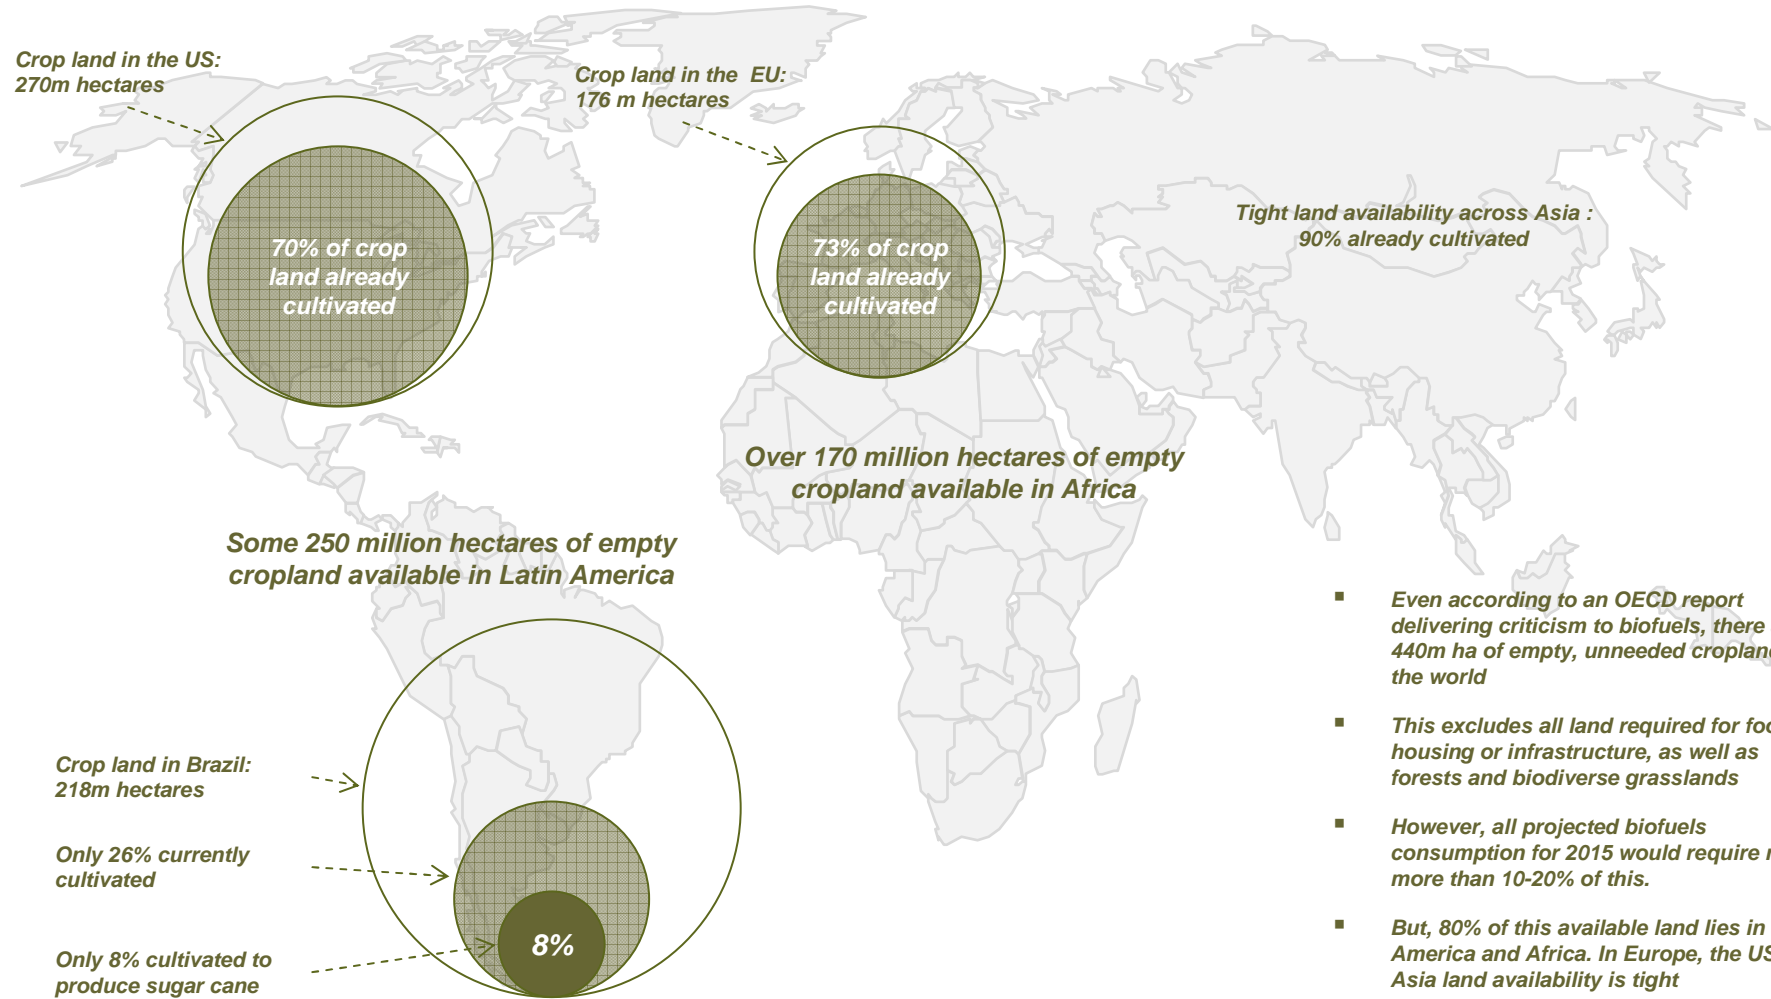 Crop land in the US:
270m hectares
Crop land in the EU:
176 m hectares
70% of crop
land already
cultivated
73% of crop
land already
cultivated
Tight land availability across Asia :
90% already cultivated
Over 170 million hectares of empty
cropland available in Africa
Some 250 million hectares of empty
cropland available in Latin America
Crop land in Brazil:
218m hectares
Only 26% currently
cultivated
Only 8% cultivated to
produce sugar cane
8%
▪ Even according to an OECD report
delivering criticism to biofuels, there
440m ha of empty, unneeded cropland
the world
▪ This excludes all land required for
housing or infrastructure, as well as
forests and biodiverse grasslands
▪ However, all projected biofuels
consumption for 2015 would require
more than 10-20% of this.
▪ But, 80% of this available land lies in
America and Africa. In Europe, the US
Asia land availability is tight